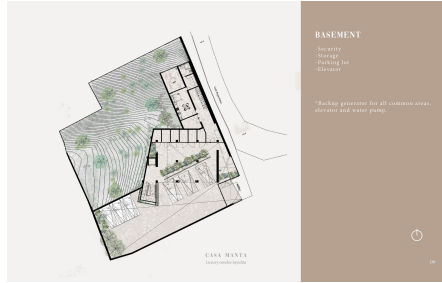 BASEMENT
·Security
·Storage
·Parking lot
·Elevator
*Backup generator for all common areas,
elevator and water pump.
CASA MANTA